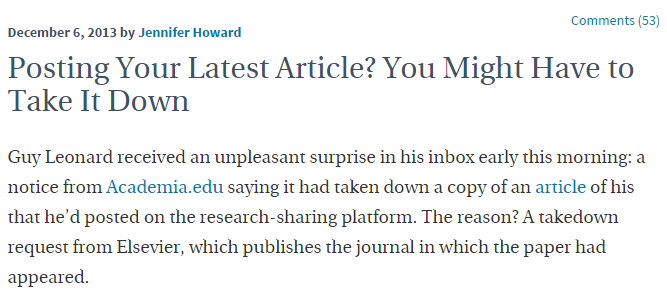 Comments (53)
December 6, 2013 by Jennifer Howard
Posting Your Latest Article? You Might Have to
Take It Down
Guy Leonard received an unpleasant surprise in his inbox early this morning: a
notice from Academia.edu saying it had taken down a copy of an article of his
that he’d posted on the research-sharing platform. The reason? A takedown
request from Elsevier, which publishes the journal in which the paper had
appeared.